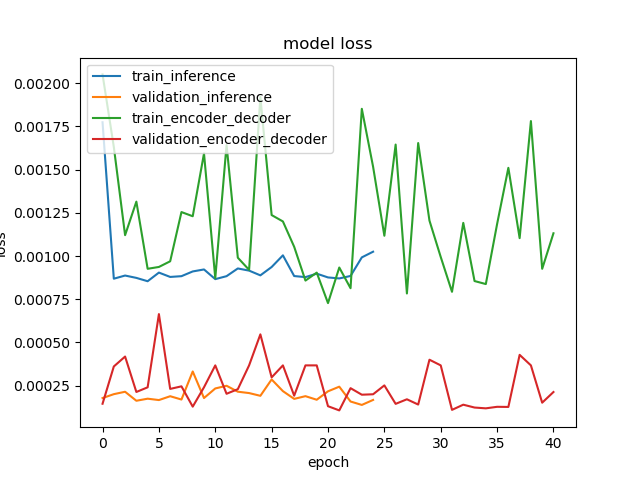 model loss
train_inference
validation_inference
train_encoder_decoder
validation_encoder_decoder
0.00200
0.00175
0.00150
0.00125
0.00100
0.00075
0.00050
0.00025
loss
0 5 10 15 20 25 30 35 40
epoch